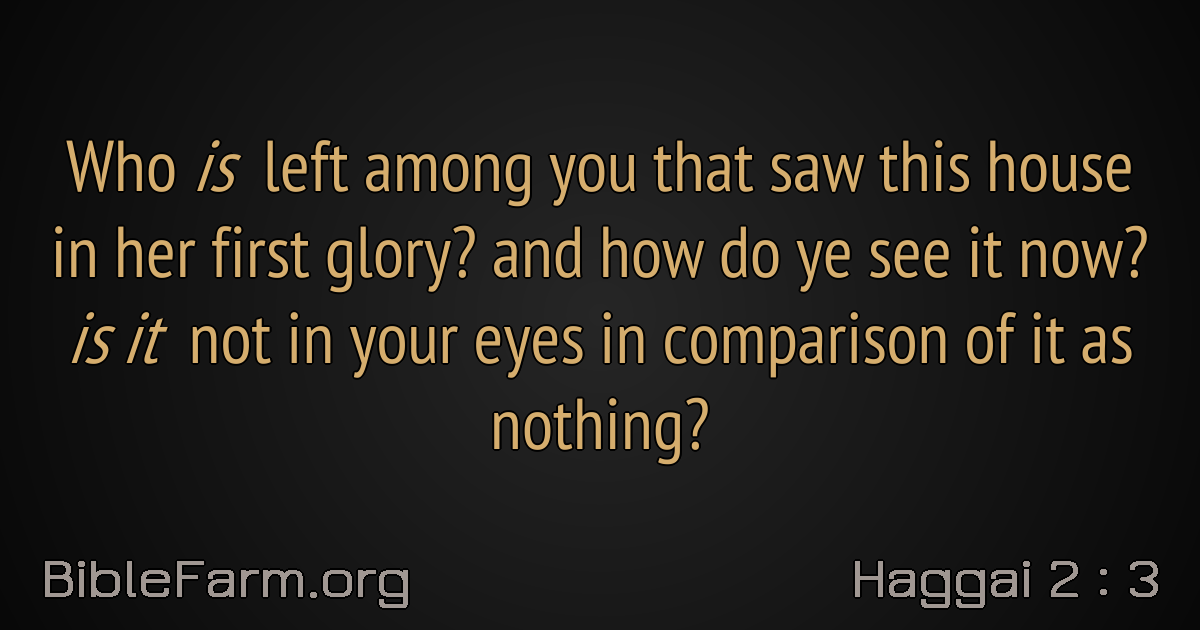 Who is left among you that saw this house
in her first glory? and how do ye see it now?
is it not in your eyes in comparison of it as
nothing?
BibleFarm.org
Haggai 2 : 3